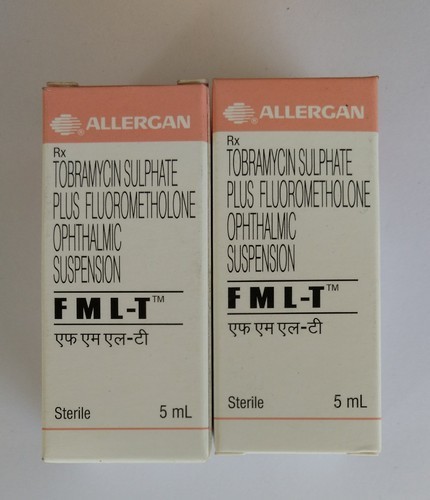 ALLERGAN
Rx
TOBRAMYCIN SULPHATE
PLUS FLUOROMETHOLONE
OPHTHALMIC
SUSPENSION
FML-T™
एफ एम एल-टी
Sterile 5 mL
ALLERGAN
Rx
TOBRAMYCIN SULPHATE
PLUS FLUOROMETHOLONE
OPHTHALMIC
SUSPENSION
FML-T™
एफ एम एल-टी
Sterile 5 mL